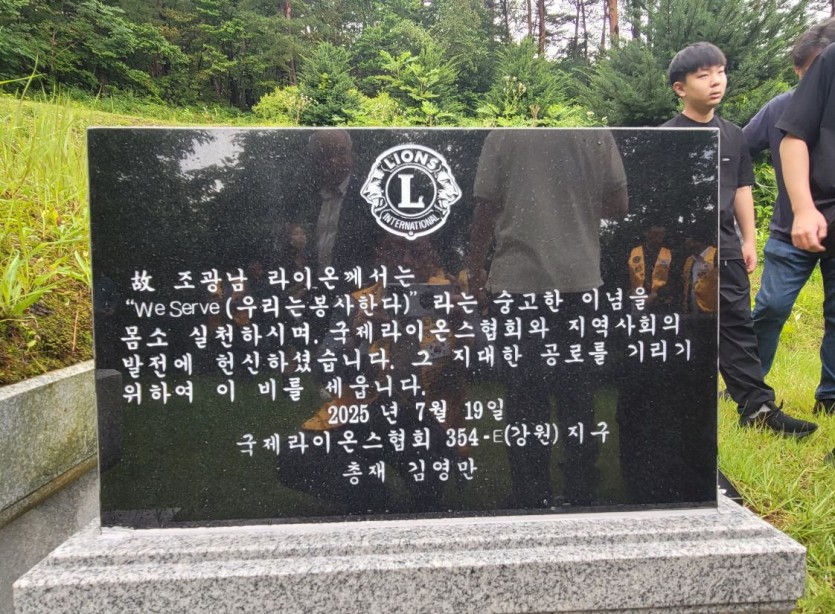 LIONS
L
INTERNATIONAL
故 조광남 라이온께서는
"We Serve (우리는봉사한다)" 라는 숭고한 이념을
몸소 실천하시며, 국제라이온스협회와 지역사회의
발전에 헌신하셨습니다. 그 지대한 공로를 기리기
위하여 이 비를 세웁니다.
2025 년 7월 19일
국제라이온스협회 354-E(강원) 지구
총재 김영만